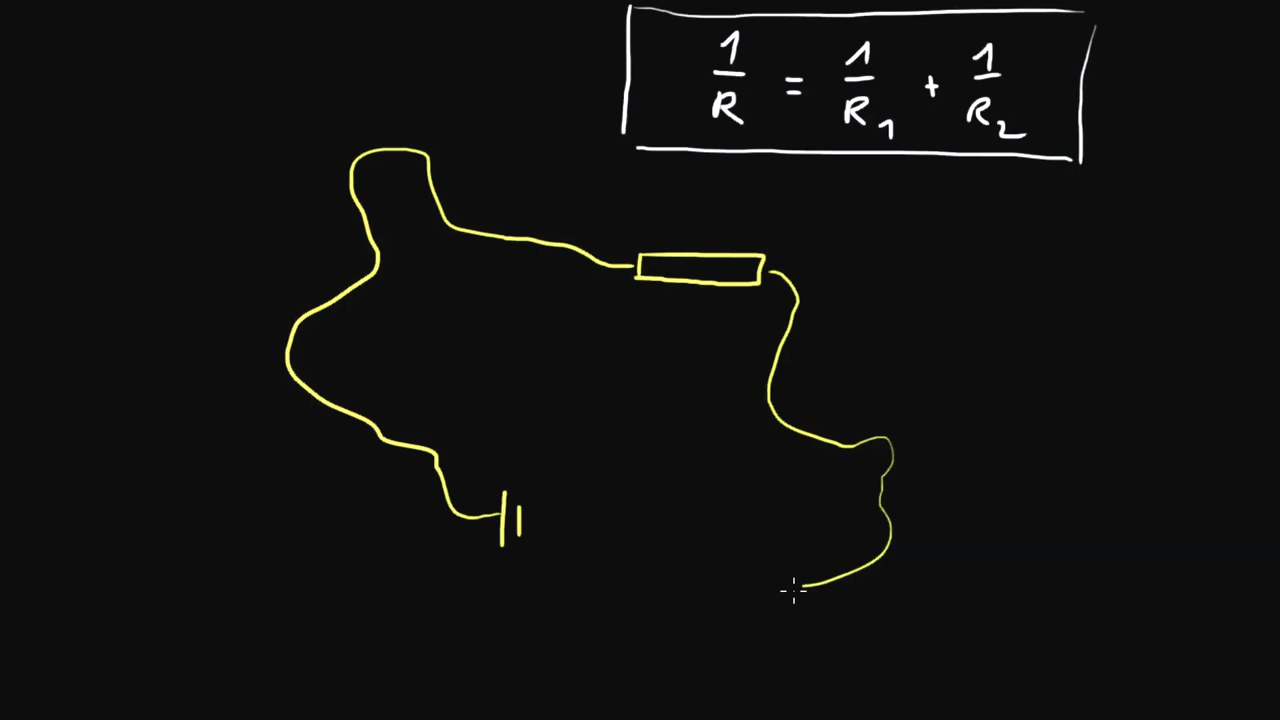 1/R = 1/R₁ + 1/R₂